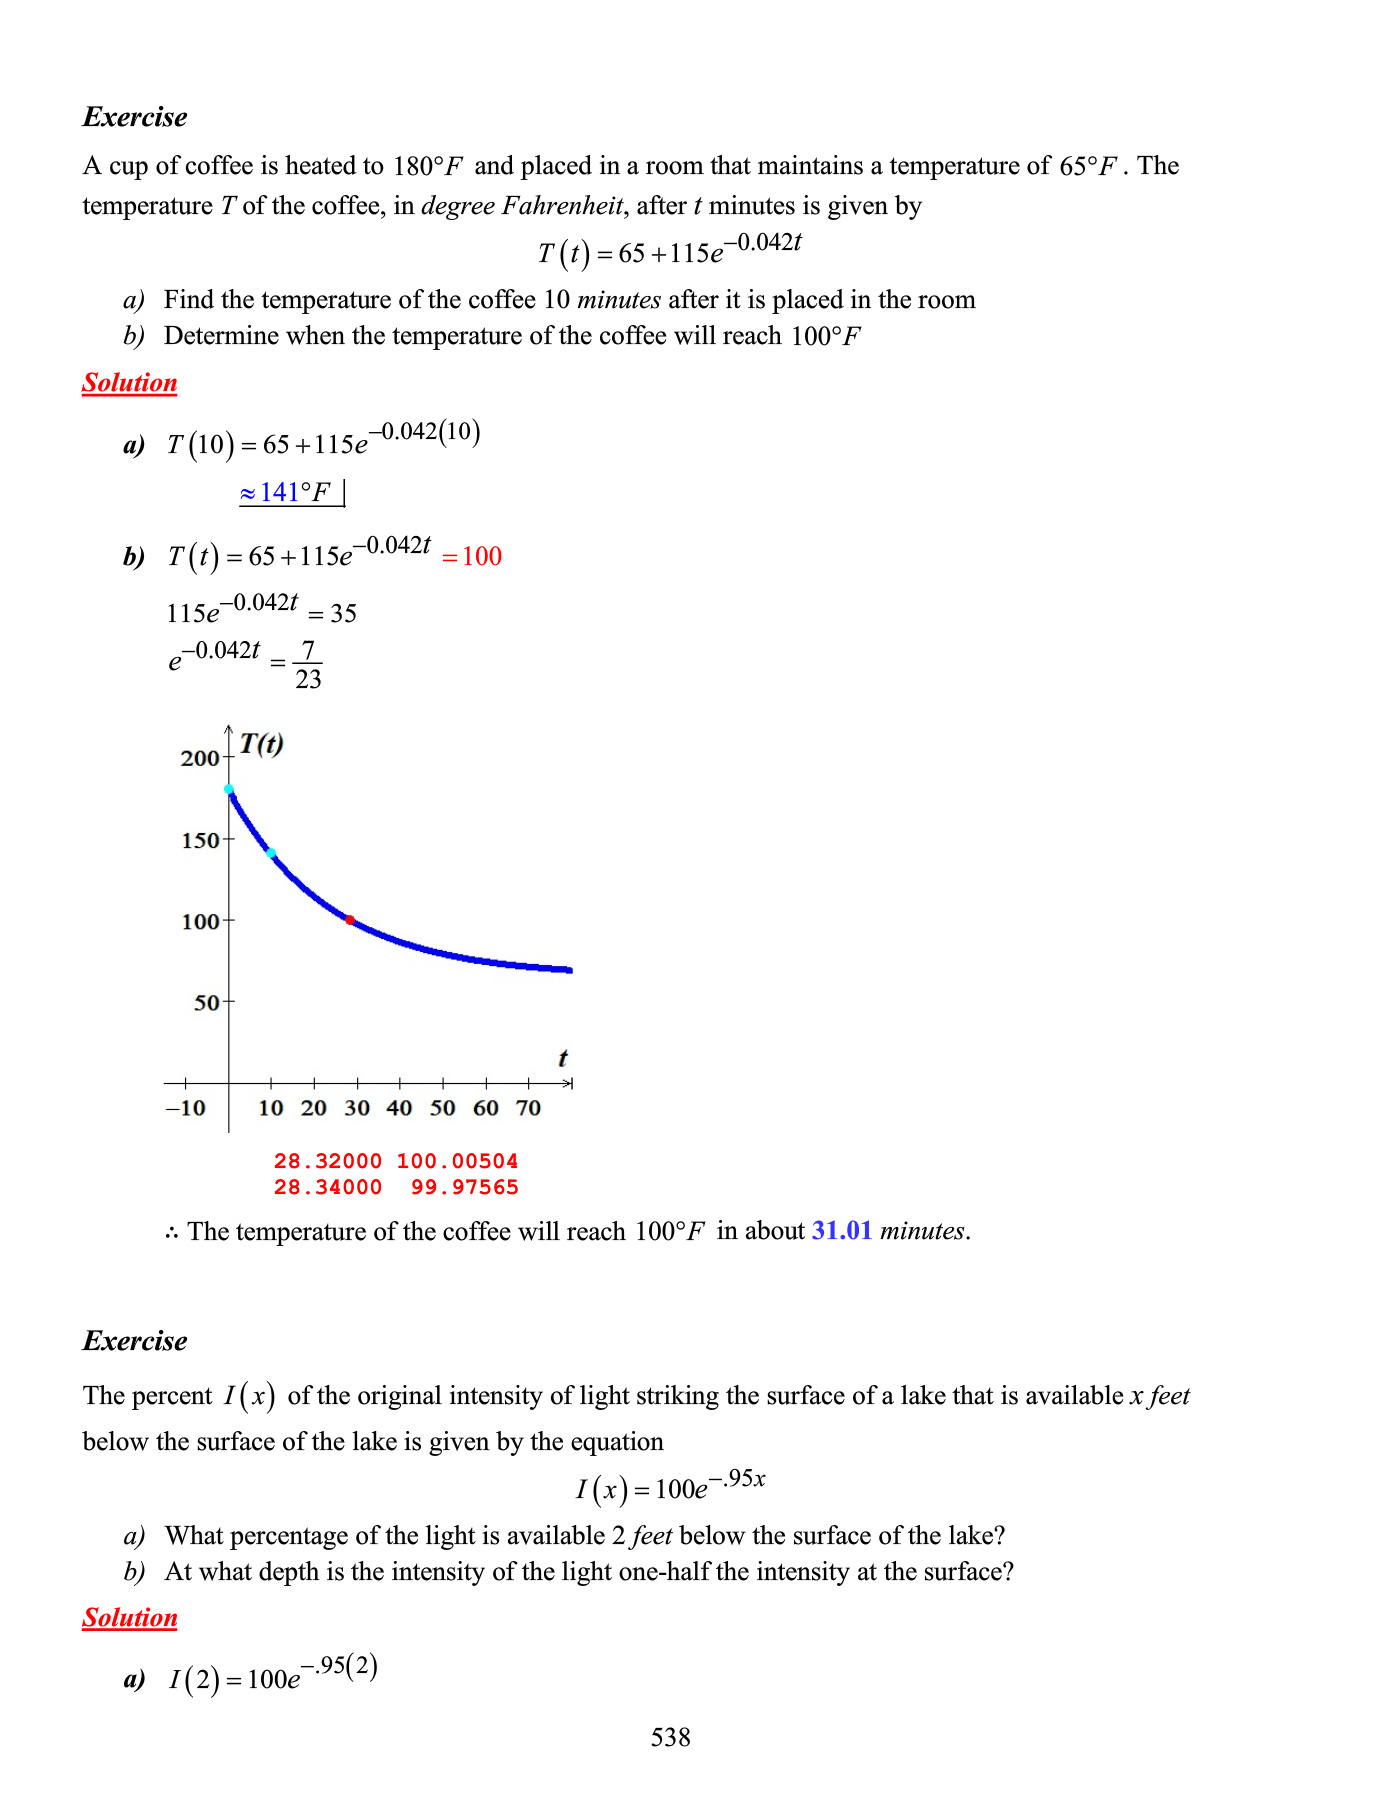 Exercise
A cup of coffee is heated to 180°F and placed in a room that maintains a temperature of 65°F. The
temperature T of the coffee, in degree Fahrenheit, after t minutes is given by
T(t) = 65 + 115e^{−0.042t}
a) Find the temperature of the coffee 10 minutes after it is placed in the room
b) Determine when the temperature of the coffee will reach 100°F
Solution
a) T(10) = 65 + 115e^{−0.042(10)}
≈ 141°F |
b) T(t) = 65 + 115e^{−0.042t} = 100
115e^{−0.042t} = 35
e^{−0.042t} = 7/23
T(t)
200
150
100
50
t
−10 10 20 30 40 50 60 70
28.32000 100.00504
28.34000 99.97565
∴ The temperature of the coffee will reach 100°F in about 31.01 minutes.
Exercise
The percent I(x) of the original intensity of light striking the surface of a lake that is available x feet
below the surface of the lake is given by the equation
I(x) = 100e^{−.95x}
a) What percentage of the light is available 2 feet below the surface of the lake?
b) At what depth is the intensity of the light one-half the intensity at the surface?
Solution
a) I(2) = 100e^{−.95(2)}
538